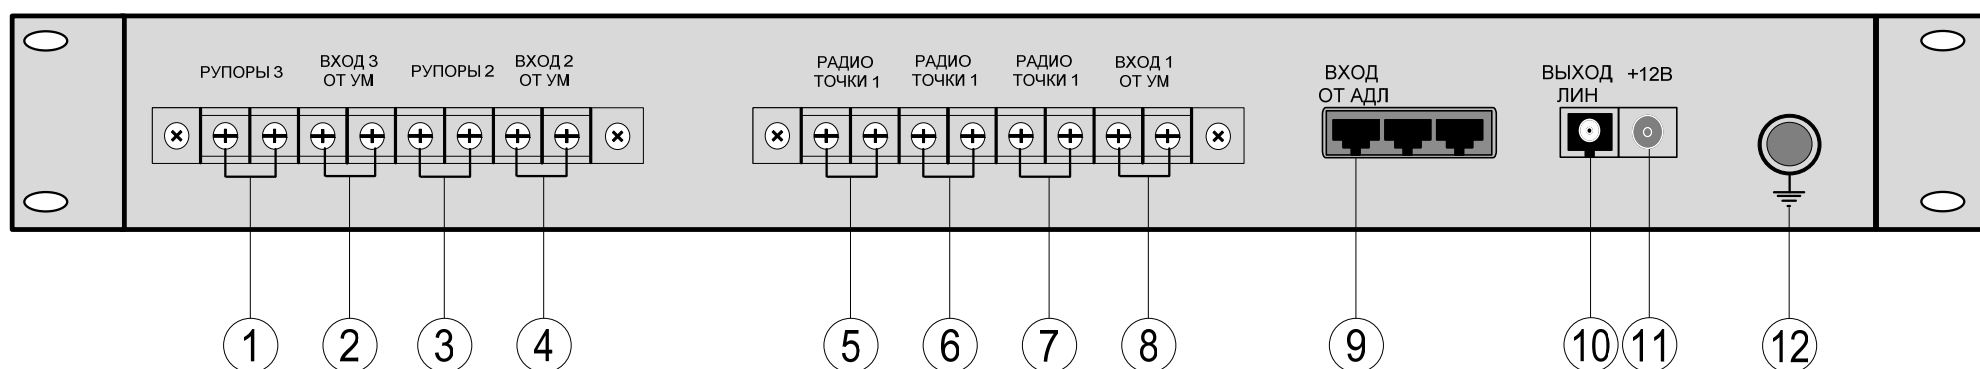 РУПОРЫ 3
ВХОД 3
ОТ УМ
РУПОРЫ 2
ВХОД 2
ОТ УМ
РАДИО
ТОЧКИ 1
РАДИО
ТОЧКИ 1
РАДИО
ТОЧКИ 1
ВХОД 1
ОТ УМ
ВХОД
ОТ АДЛ
ВЫХОД
ЛИН
+12В
1
2
3
4
5
6
7
8
9
10
11
12